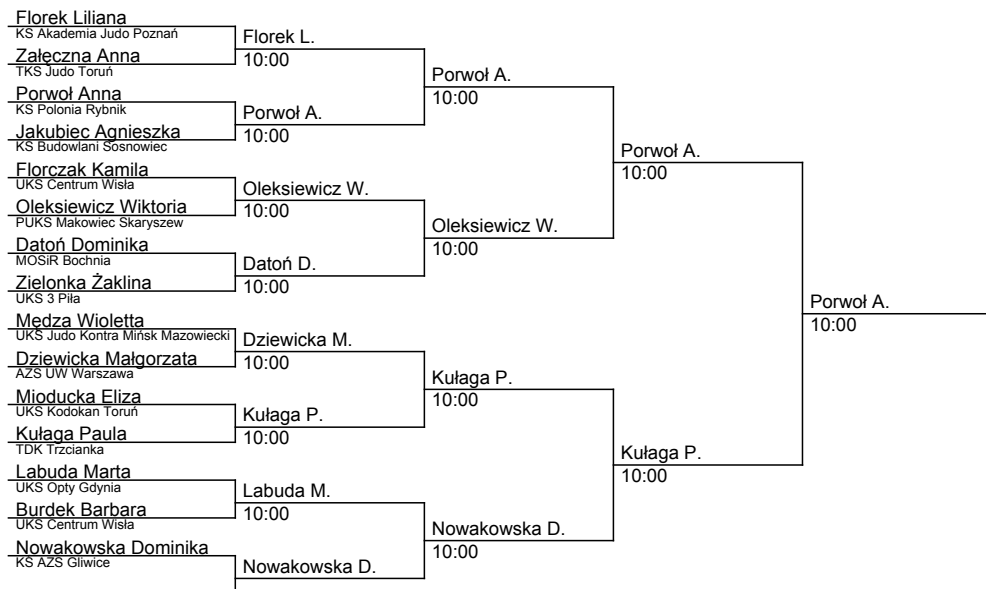 Florek Liliana
KS Akademia Judo Poznań
Załęczna Anna
TKS Judo Toruń
Porwoł Anna
KS Polonia Rybnik
Jakubiec Agnieszka
KS Budowlani Sosnowiec
Florczak Kamila
UKS Centrum Wisła
Oleksiewicz Wiktoria
PUKS Makowiec Skaryszew
Datoń Dominika
MOSiR Bochnia
Zielonka Żaklina
UKS 3 Piła
Mędza Wioletta
UKS Judo Kontra Mińsk Mazowiecki
Dziewicka Małgorzata
AZS UW Warszawa
Mioducka Eliza
UKS Kodokan Toruń
Kułaga Paula
TDK Trzcianka
Labuda Marta
UKS Opty Gdynia
Burdek Barbara
UKS Centrum Wisła
Nowakowska Dominika
KS AZS Gliwice
Florek L.
10:00
Porwoł A.
10:00
Oleksiewicz W.
10:00
Datoń D.
10:00
Dziewicka M.
10:00
Kułaga P.
10:00
Labuda M.
10:00
Nowakowska D.
Porwoł A.
10:00
Oleksiewicz W.
10:00
Kułaga P.
10:00
Nowakowska D.
10:00
Porwoł A.
10:00
Kułaga P.
10:00
Porwoł A.
10:00